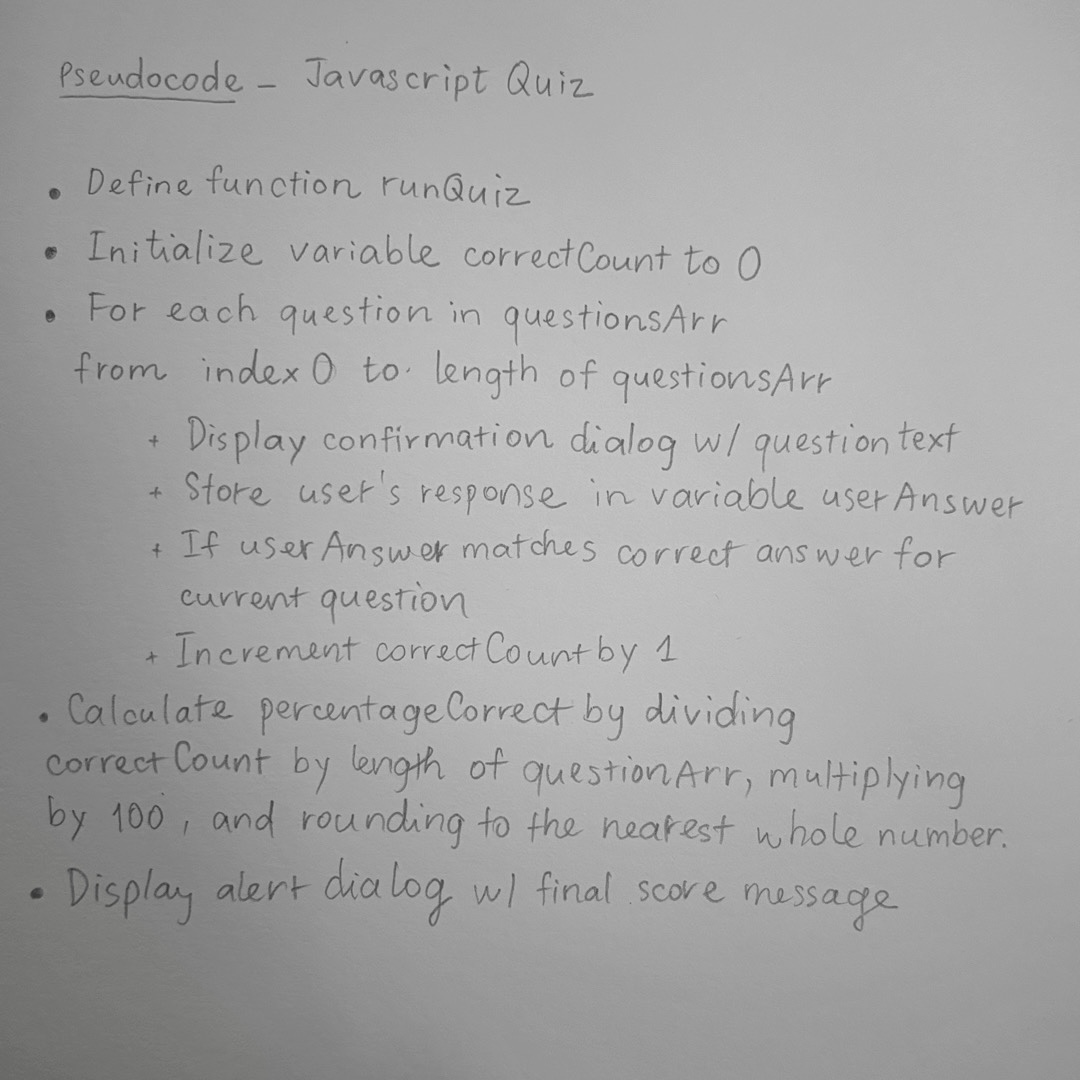 Pseudocode - Javascript Quiz
• Define function runQuiz
• Initialize variable correctCount to 0
• For each question in questionsArr
from index 0 to length of questionsArr
+ Display confirmation dialog w/ question text
+ Store user's response in variable userAnswer
+ If userAnswer matches correct answer for
current question
+ Increment correctCount by 1
• Calculate percentageCorrect by dividing
correctCount by length of questionArr, multiplying
by 100, and rounding to the nearest whole number.
• Display alert dialog w/ final score message